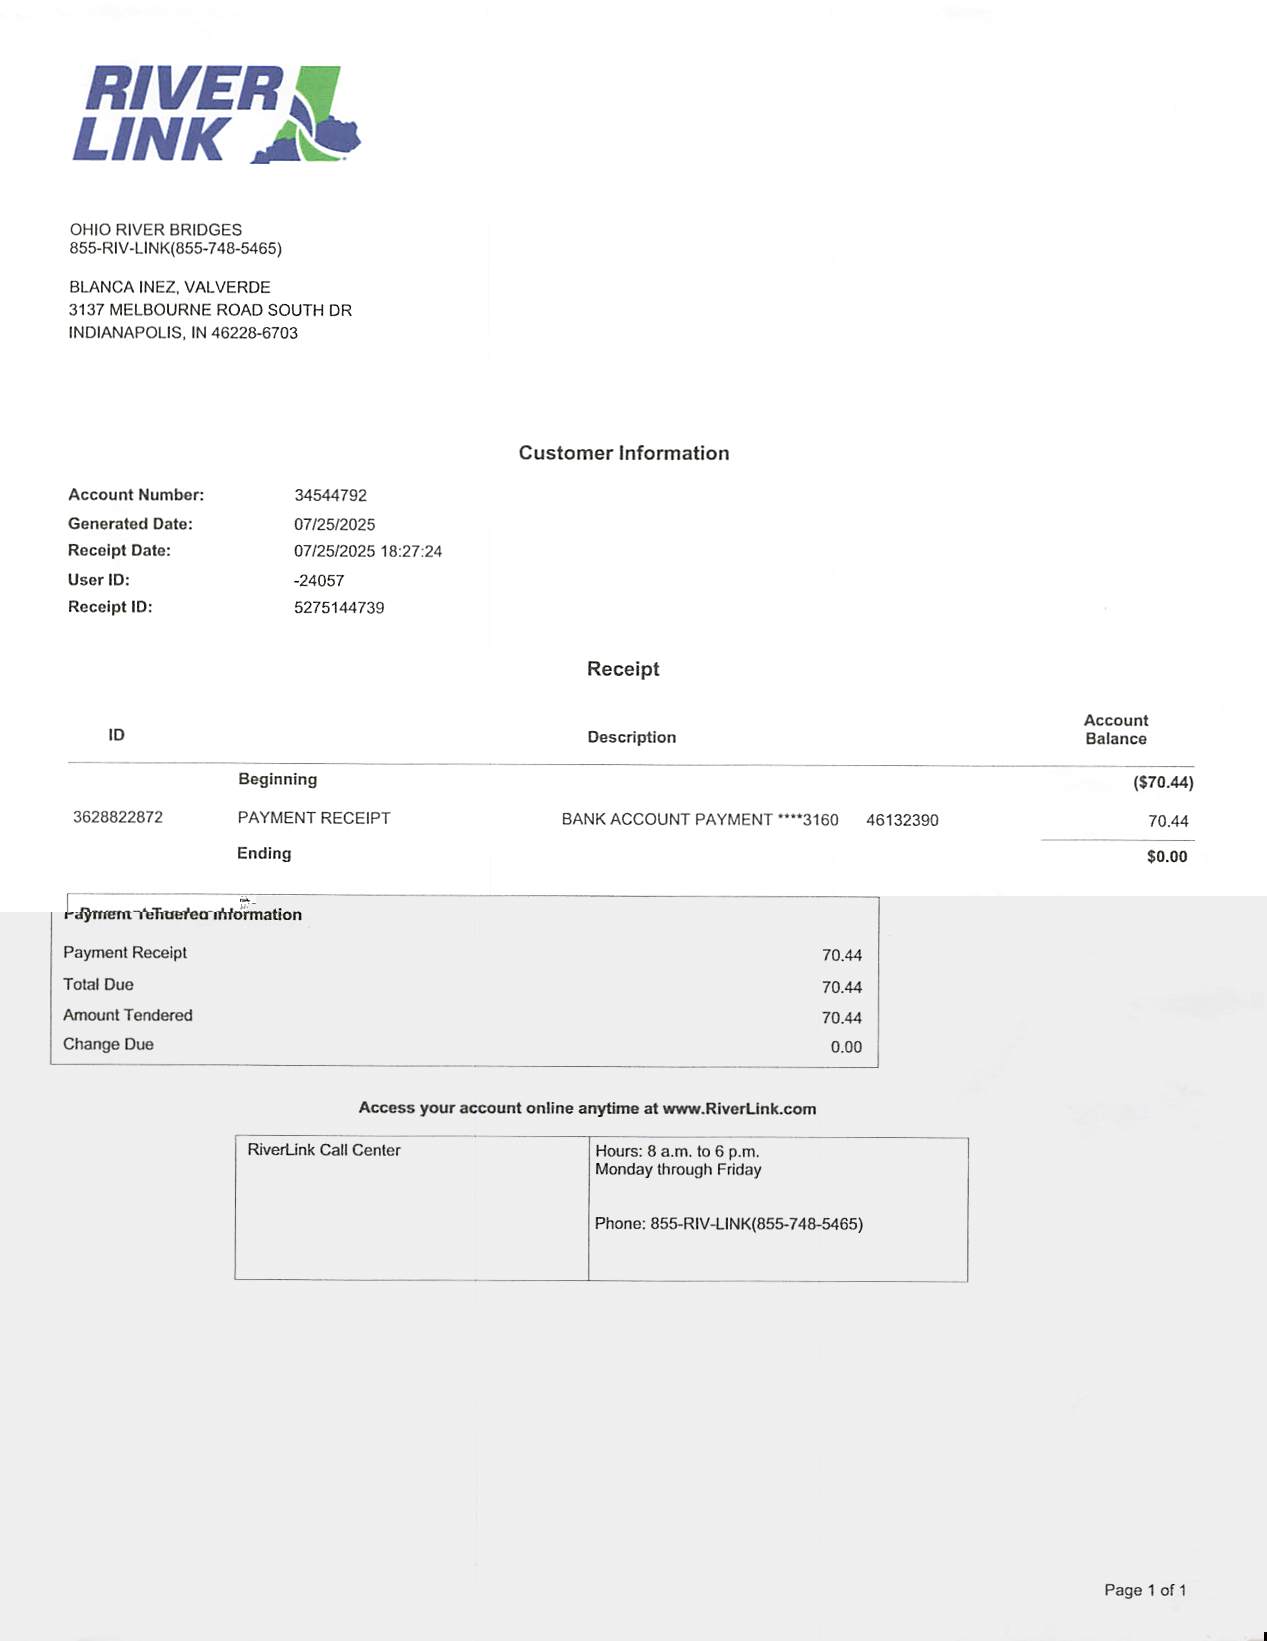 RIVER
LINK
OHIO RIVER BRIDGES
855-RIV-LINK(855-748-5465)
BLANCA INEZ, VALVERDE
3137 MELBOURNE ROAD SOUTH DR
INDIANAPOLIS, IN 46228-6703
Customer Information
Account Number: 34544792
Generated Date: 07/25/2025
Receipt Date: 07/25/2025 18:27:24
User ID: -24057
Receipt ID: 5275144739
Receipt
ID Description Account Balance
Beginning ($70.44)
3628822872 PAYMENT RECEIPT BANK ACCOUNT PAYMENT ****3160 46132390 70.44
Ending $0.00
Payment Tendered Information
Payment Receipt 70.44
Total Due 70.44
Amount Tendered 70.44
Change Due 0.00
Access your account online anytime at www.RiverLink.com
RiverLink Call Center Hours: 8 a.m. to 6 p.m.
Monday through Friday
Phone: 855-RIV-LINK(855-748-5465)
Page 1 of 1